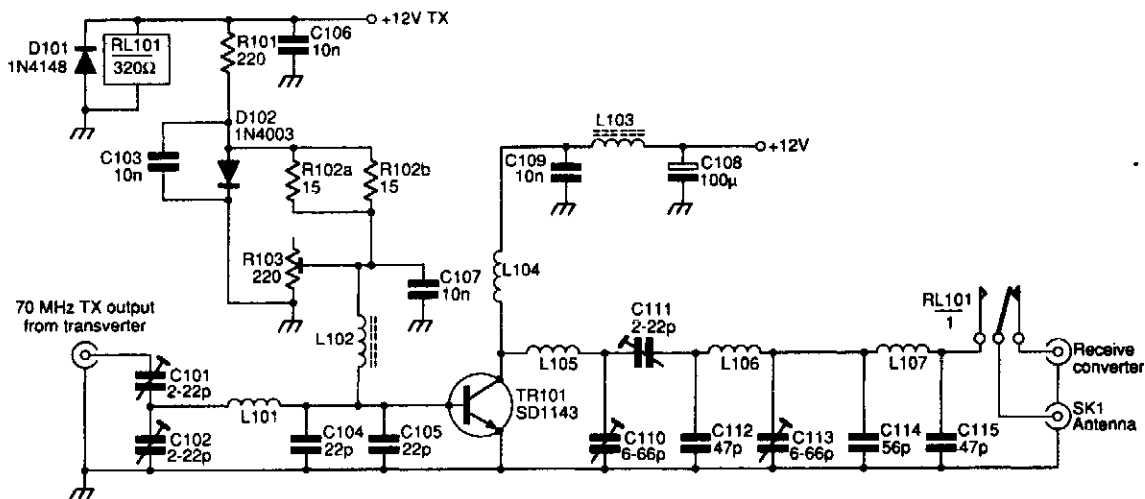 +12V TX
D101
1N4148
RL101
320Ω
R101
220
C106
10n
D102
1N4003
C103
10n
R102a
15
R102b
15
L103
+12V
C109
10n
C108
100µ
R103
220
C107
10n
L104
70 MHz TX output
from transverter
L102
C111
2-22p
RL101
1
C101
2-22p
L101
L105
L106
L107
Receive
converter
TR101
SD1143
SK1
Antenna
C102
2-22p
C104
22p
C105
22p
C110
6-66p
C112
47p
C113
6-66p
C114
56p
C115
47p